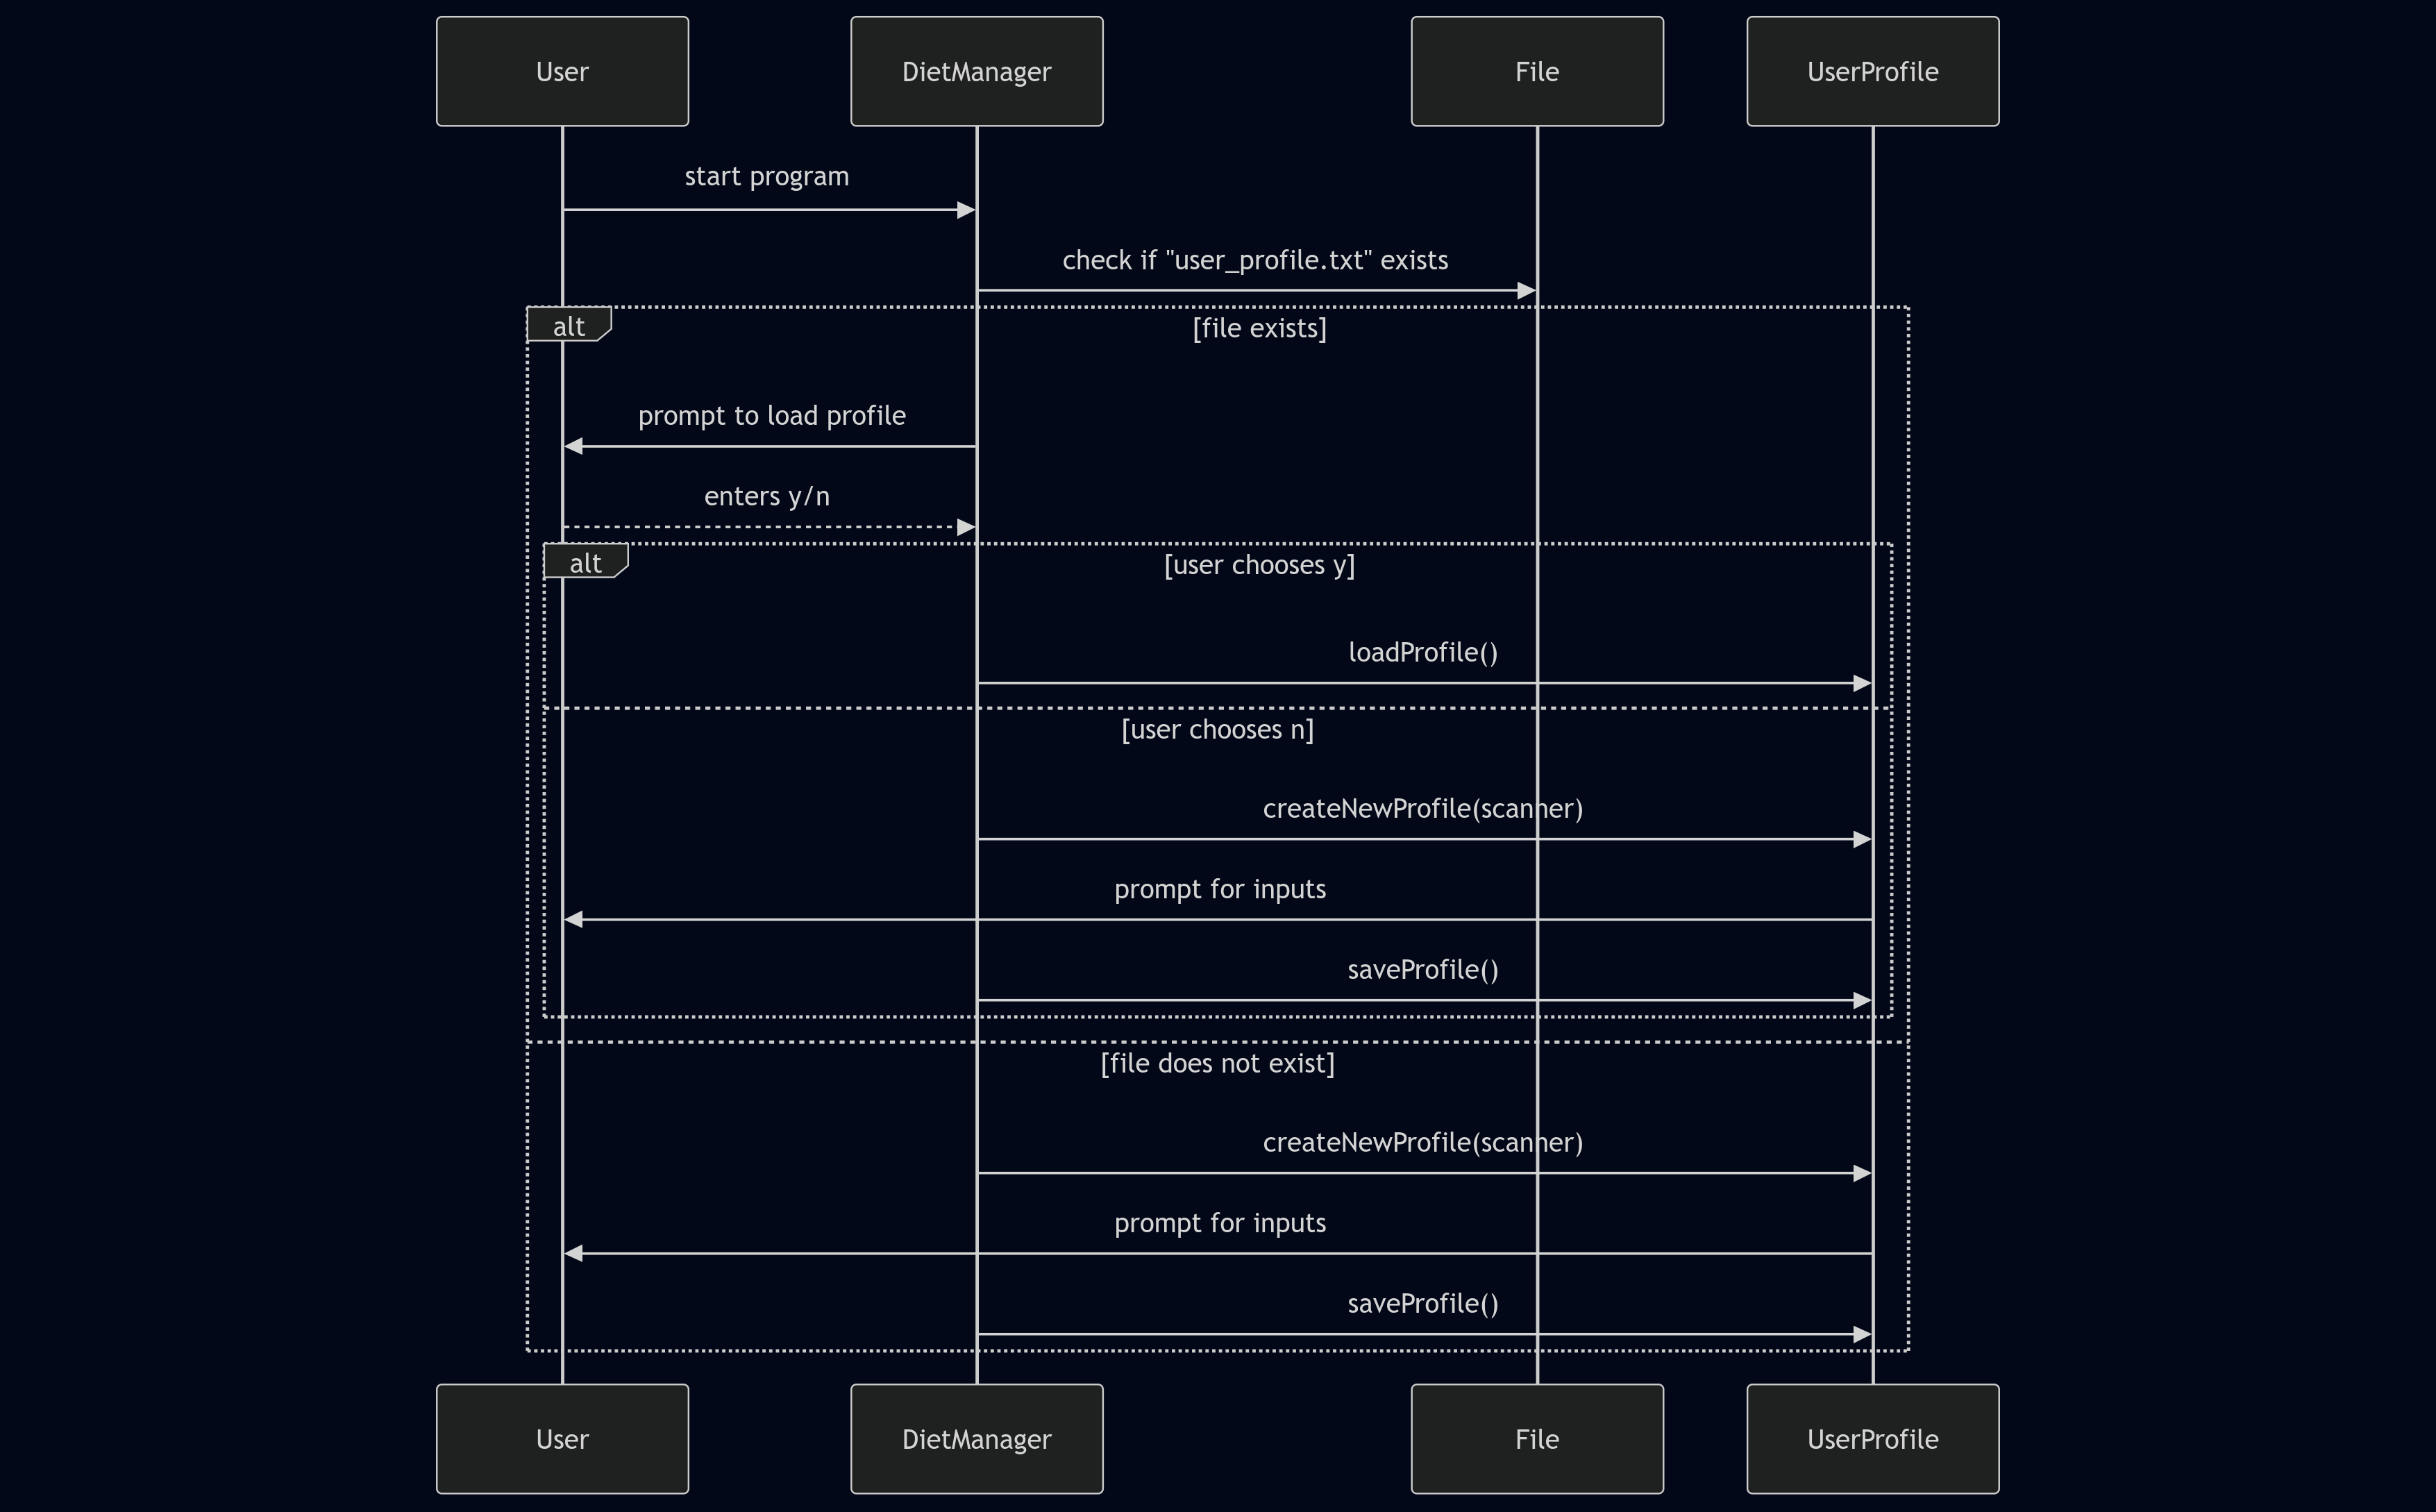 User
DietManager
File
UserProfile
start program
check if "user_profile.txt" exists
alt
[file exists]
prompt to load profile
enters y/n
alt
[user chooses y]
loadProfile()
[user chooses n]
createNewProfile(scanner)
prompt for inputs
saveProfile()
[file does not exist]
createNewProfile(scanner)
prompt for inputs
saveProfile()
User
DietManager
File
UserProfile